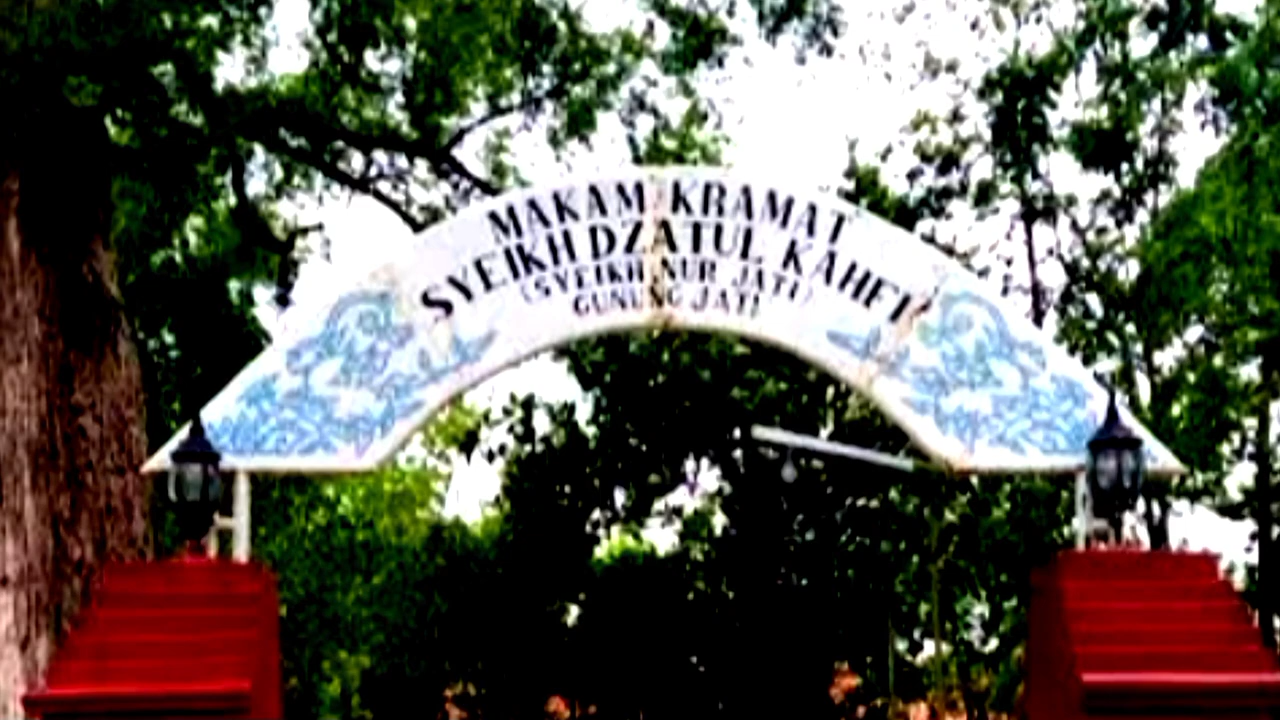 MAKAM KRAMAT
SYEIKH DZATUL KAHFI
(SYEIKH NUR JATI)
GUNUNG JATI